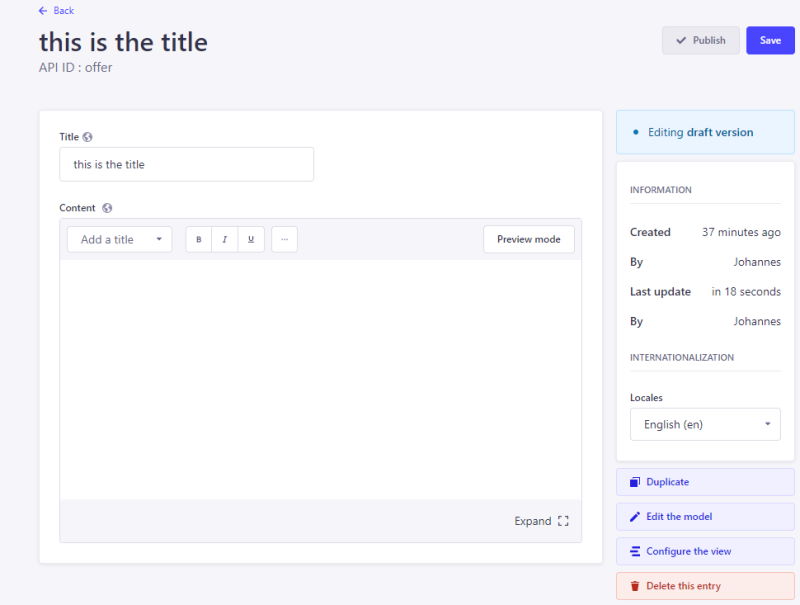 Back
this is the title
API ID : offer
Publish
Save
Title
this is the title
Content
Add a title
B I U ...
Preview mode
Expand
Editing draft version
INFORMATION
Created 37 minutes ago
By Johannes
Last update in 18 seconds
By Johannes
INTERNATIONALIZATION
Locales
English (en)
Duplicate
Edit the model
Configure the view
Delete this entry